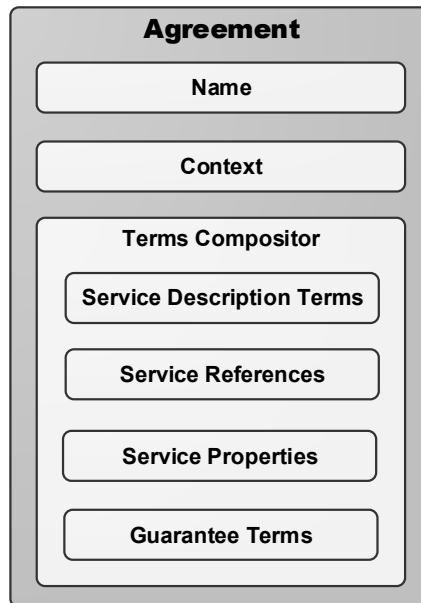 Agreement
Name
Context
Terms Compositor
Service Description Terms
Service References
Service Properties
Guarantee Terms